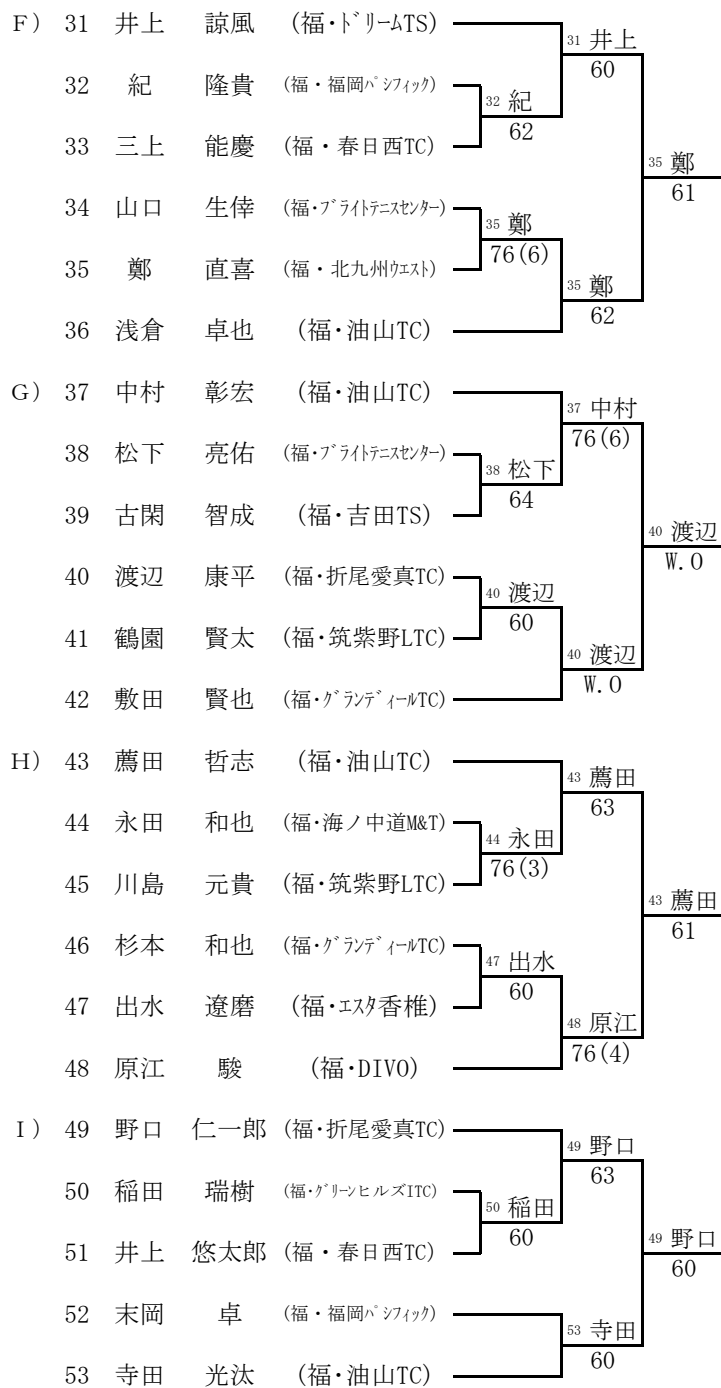 F) 31 井上 諒風 (福・ドリームTS)
31 井上
60
32 紀 隆貴 (福・福岡パシフィック)
32 紀
62
33 三上 能慶 (福・春日西TC)
35 鄭
61
34 山口 生倖 (福・ブライトテニスセンター)
35 鄭
76(6)
35 鄭 直喜 (福・北九州ウエスト)
35 鄭
62
36 浅倉 卓也 (福・油山TC)
G) 37 中村 彰宏 (福・油山TC)
37 中村
76(6)
38 松下 亮佑 (福・ブライトテニスセンター)
38 松下
64
39 古閑 智成 (福・吉田TS)
40 渡辺
W.O
40 渡辺 康平 (福・折尾愛真TC)
40 渡辺
60
41 鶴園 賢太 (福・筑紫野LTC)
40 渡辺
W.O
42 敷田 賢也 (福・グランディールTC)
H) 43 薦田 哲志 (福・油山TC)
43 薦田
63
44 永田 和也 (福・海ノ中道M&T)
44 永田
76(3)
45 川島 元貴 (福・筑紫野LTC)
43 薦田
61
46 杉本 和也 (福・グランディールTC)
47 出水
60
47 出水 遼磨 (福・エスタ香椎)
48 原江
76(4)
48 原江 駿 (福・DIVO)
I) 49 野口 仁一郎 (福・折尾愛真TC)
49 野口
63
50 稲田 瑞樹 (福・グリーンヒルズITC)
50 稲田
60
51 井上 悠太郎 (福・春日西TC)
49 野口
60
52 末岡 卓 (福・福岡パシフィック)
53 寺田
60
53 寺田 光汰 (福・油山TC)